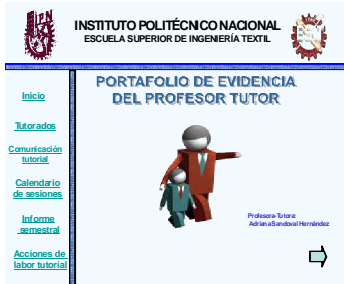 IPN
INSTITUTO POLITÉCNICO NACIONAL
ESCUELA SUPERIOR DE INGENIERÍA TEXTIL
PORTAFOLIO DE EVIDENCIA
DEL PROFESOR TUTOR
Inicio
Tutorados
Comunicación
tutorial
Calendario
de sesiones
Informe
semestral
Acciones de
labor tutorial
Profesora-Tutora:
Adriana Sandoval Hernández